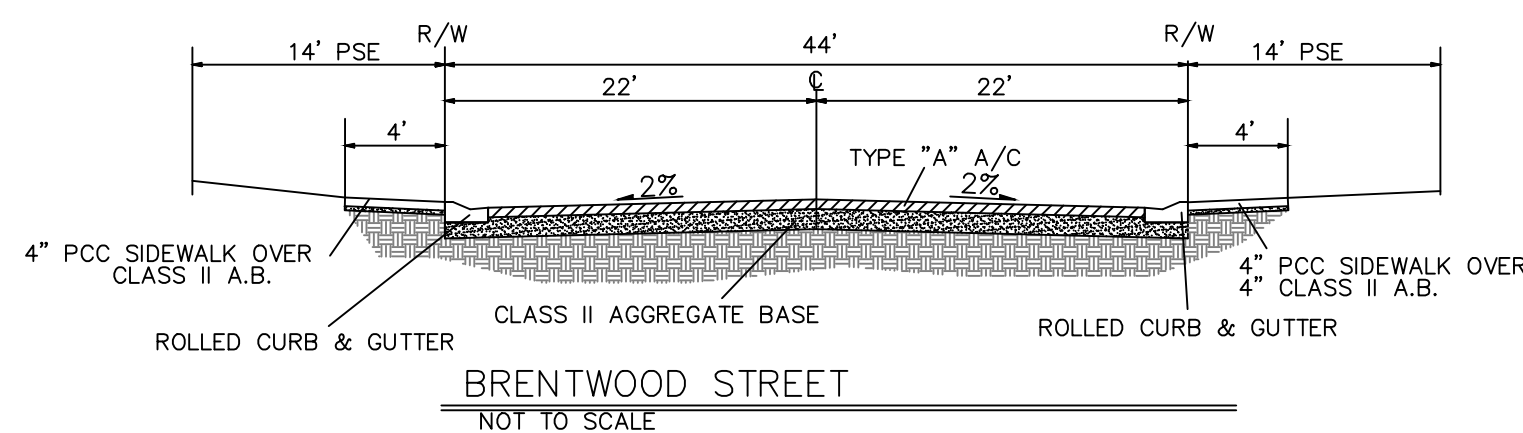 R/W
R/W
14' PSE
44'
14' PSE
22'
℄
22'
4'
4'
TYPE "A" A/C
2%
2%
4" PCC SIDEWALK OVER
CLASS II A.B.
4" PCC SIDEWALK OVER
4" CLASS II A.B.
CLASS II AGGREGATE BASE
ROLLED CURB & GUTTER
ROLLED CURB & GUTTER
BRENTWOOD STREET
NOT TO SCALE